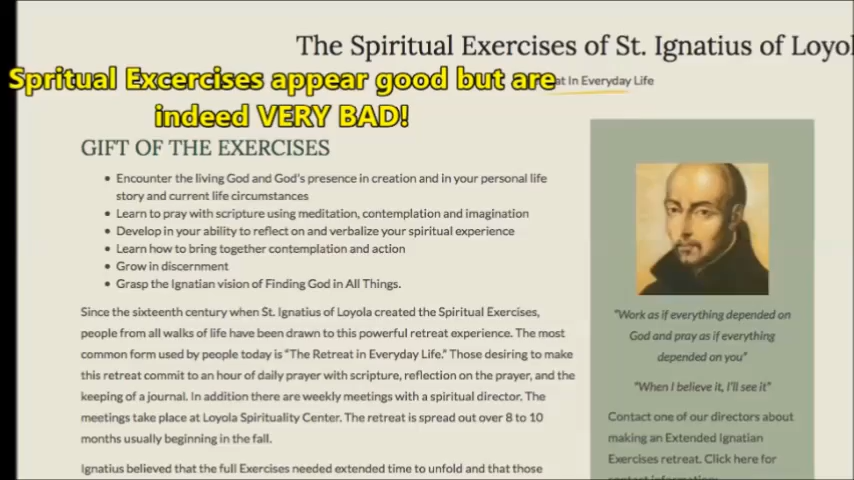 The Spiritual Exercises of St. Ignatius of Loyol
Spritual Excercises appear good but are
indeed VERY BAD!
at In Everyday Life
GIFT OF THE EXERCISES
• Encounter the living God and God's presence in creation and in your personal life
story and current life circumstances
• Learn to pray with scripture using meditation, contemplation and imagination
• Develop in your ability to reflect on and verbalize your spiritual experience
• Learn how to bring together contemplation and action
• Grow in discernment
• Grasp the Ignatian vision of Finding God in All Things.
Since the sixteenth century when St. Ignatius of Loyola created the Spiritual Exercises,
people from all walks of life have been drawn to this powerful retreat experience. The most
common form used by people today is "The Retreat in Everyday Life." Those desiring to make
this retreat commit to an hour of daily prayer with scripture, reflection on the prayer, and the
keeping of a journal. In addition there are weekly meetings with a spiritual director. The
meetings take place at Loyola Spirituality Center. The retreat is spread out over 8 to 10
months usually beginning in the fall.
Ignatius believed that the full Exercises needed extended time to unfold and that those
"Work as if everything depended on
God and pray as if everything
depended on you"
"When I believe it, I'll see it"
Contact one of our directors about
making an Extended Ignatian
Exercises retreat. Click here for
contact information